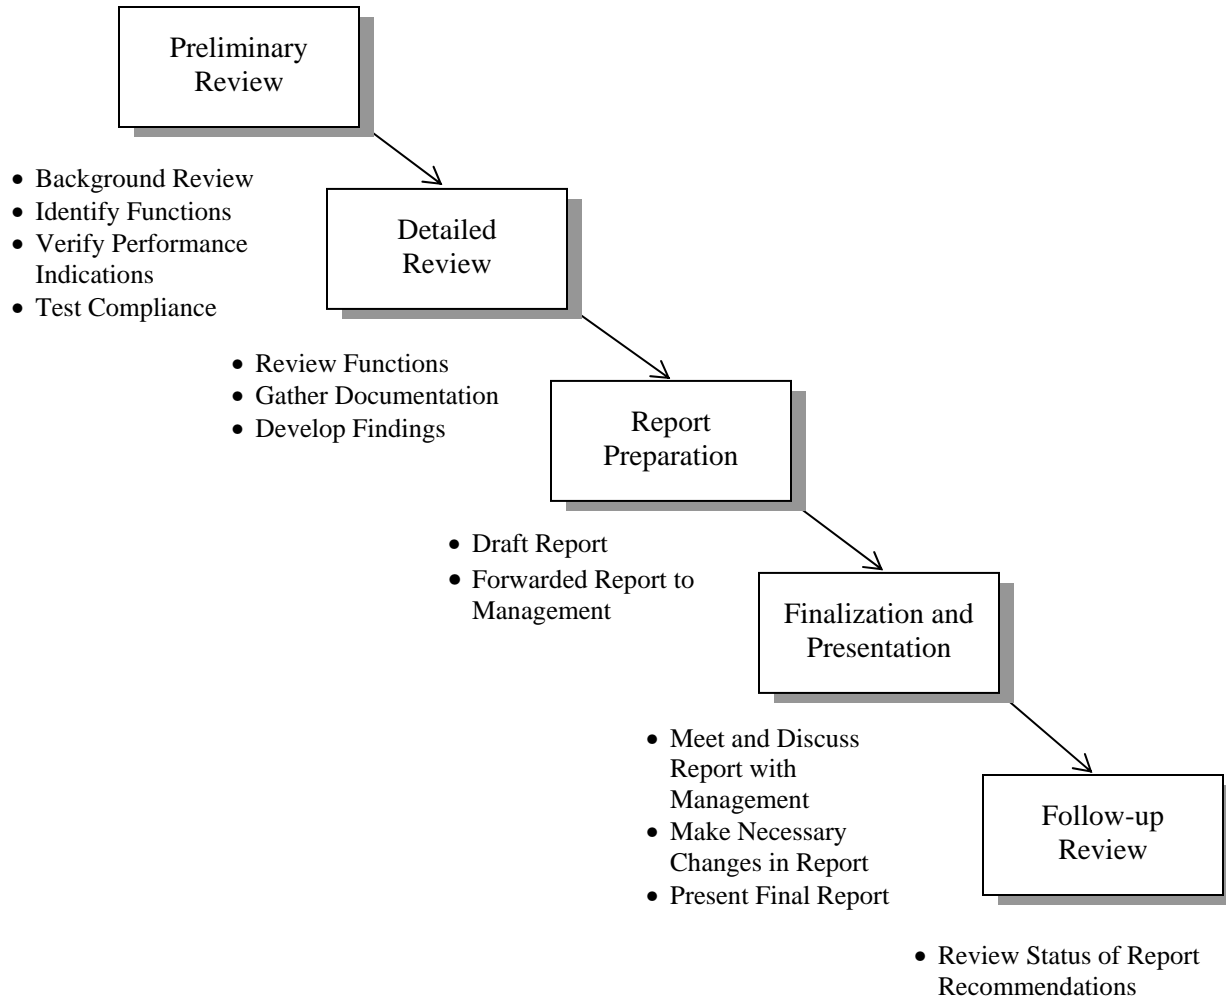 Preliminary
Review
• Background Review
• Identify Functions
• Verify Performance
Indications
• Test Compliance
Detailed
Review
• Review Functions
• Gather Documentation
• Develop Findings
Report
Preparation
• Draft Report
• Forwarded Report to
Management
Finalization and
Presentation
• Meet and Discuss
Report with
Management
• Make Necessary
Changes in Report
• Present Final Report
Follow-up
Review
• Review Status of Report
Recommendations